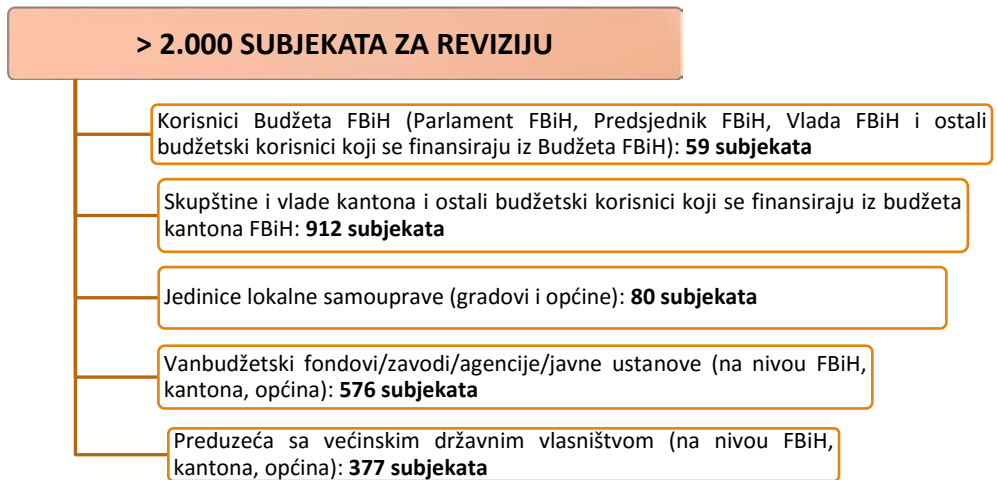 > 2.000 SUBJEKATA ZA REVIZIJU
Korisnici Budžeta FBiH (Parlament FBiH, Predsjednik FBiH, Vlada FBiH i ostali
budžetski korisnici koji se finansiraju iz Budžeta FBiH): 59 subjekata
Skupštine i vlade kantona i ostali budžetski korisnici koji se finansiraju iz budžeta
kantona FBiH: 912 subjekata
Jedinice lokalne samouprave (gradovi i općine): 80 subjekata
Vanbudžetski fondovi/zavodi/agencije/javne ustanove (na nivou FBiH,
kantona, općina): 576 subjekata
Preduzeća sa većinskim državnim vlasništvom (na nivou FBiH,
kantona, općina): 377 subjekata